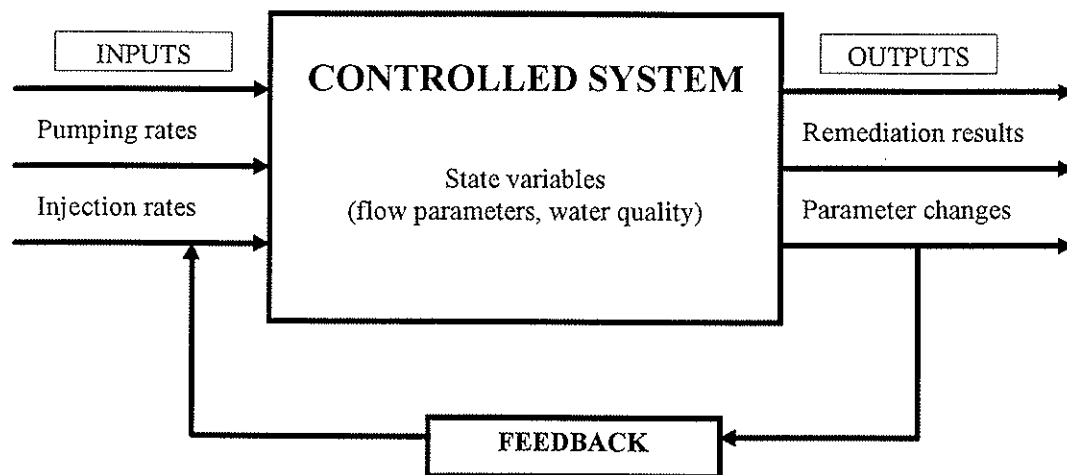 INPUTS
Pumping rates
Injection rates
CONTROLLED SYSTEM
State variables
(flow parameters, water quality)
OUTPUTS
Remediation results
Parameter changes
FEEDBACK